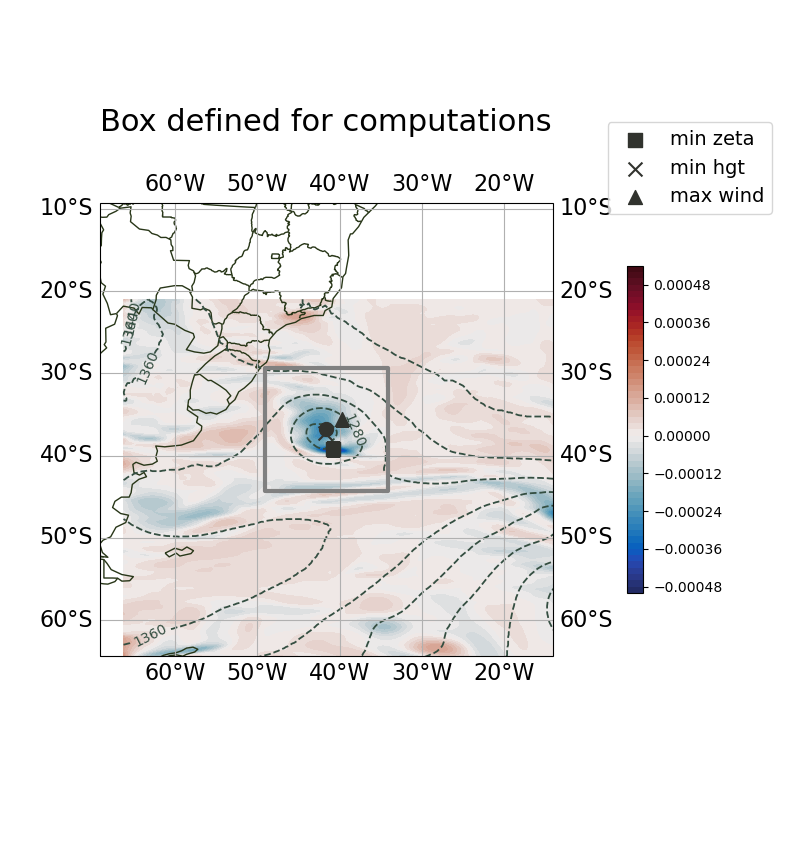 Box defined for computations
min zeta
min hgt
max wind
60°W 50°W 40°W 30°W 20°W
10°S 10°S
20°S 20°S
30°S 30°S
40°S 40°S
50°S 50°S
60°S 60°S
1360
1280
1360
60°W 50°W 40°W 30°W 20°W
0.00048
0.00036
0.00024
0.00012
0.00000
−0.00012
−0.00024
−0.00036
−0.00048